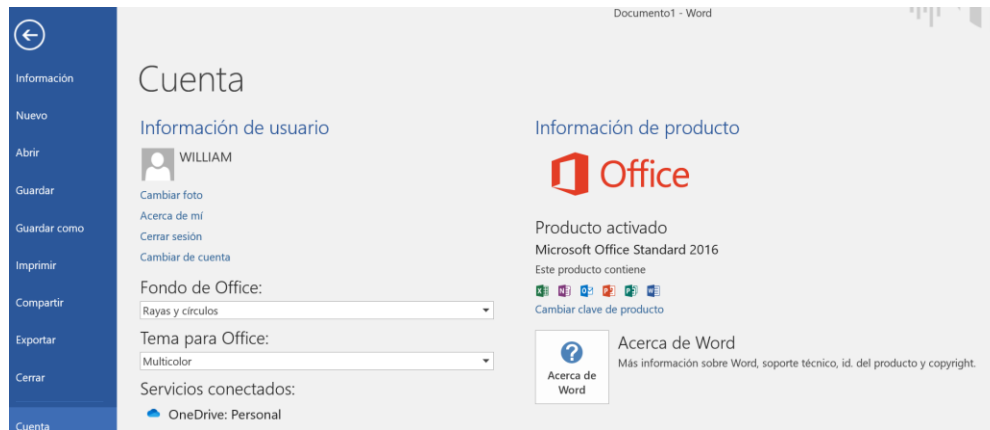 Documento1 - Word
Información
Nuevo
Abrir
Guardar
Guardar como
Imprimir
Compartir
Exportar
Cerrar
Cuenta
Cuenta
Información de usuario
WILLIAM
Cambiar foto
Acerca de mí
Cerrar sesión
Cambiar de cuenta
Fondo de Office:
Rayas y círculos
Tema para Office:
Multicolor
Servicios conectados:
OneDrive: Personal
Información de producto
Office
Producto activado
Microsoft Office Standard 2016
Este producto contiene
Cambiar clave de producto
Acerca de
Word
Acerca de Word
Más información sobre Word, soporte técnico, id. del producto y copyright.